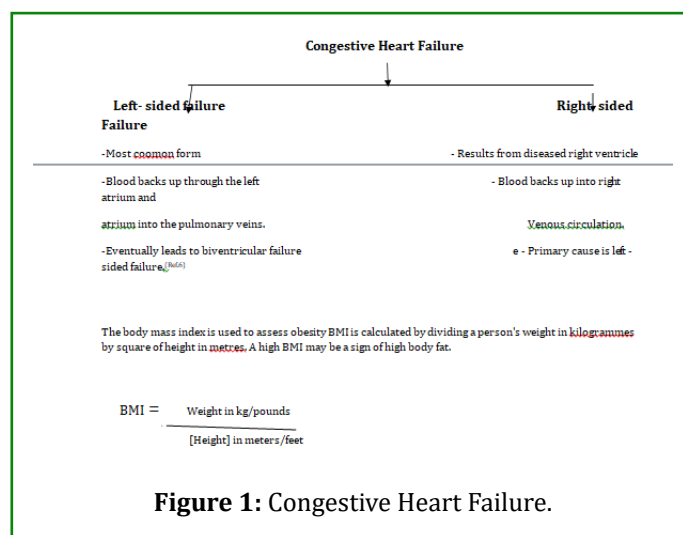 Congestive Heart Failure
Left- sided failure Right- sided
Failure
-Most coomon form - Results from diseased right ventricle
-Blood backs up through the left - Blood backs up into right
atrium and
atrium into the pulmonary veins. Venous circulation.
-Eventually leads to biventricular failure e - Primary cause is left -
sided failure.[Ref.6]
The body mass index is used to assess obesity BMI is calculated by dividing a person's weight in kilogrammes
by square of height in metres. A high BMI may be a sign of high body fat.
BMI = Weight in kg/pounds
[Height] in meters/feet
Figure 1: Congestive Heart Failure.